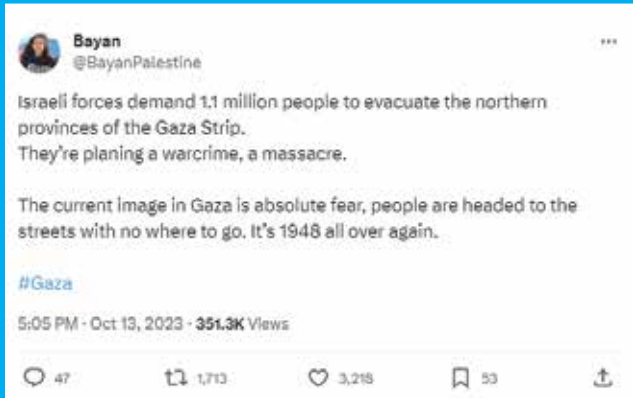 Bayan
@BayanPalestine
Israeli forces demand 1.1 million people to evacuate the northern
provinces of the Gaza Strip.
They're planing a warcrime, a massacre.
The current image in Gaza is absolute fear, people are headed to the
streets with no where to go. It's 1948 all over again.
#Gaza
5:05 PM · Oct 13, 2023 · 351.3K Views
47 1,713 3,218 53